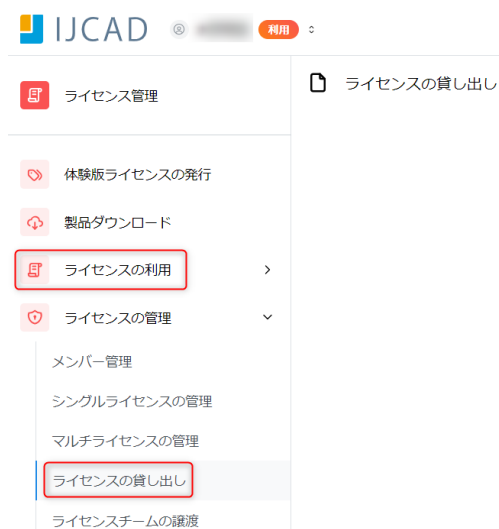 IJCAD 利用
ライセンス管理
ライセンスの貸し出し
体験版ライセンスの発行
製品ダウンロード
ライセンスの利用
ライセンスの管理
メンバー管理
シングルライセンスの管理
マルチライセンスの管理
ライセンスの貸し出し
ライセンスチームの譲渡